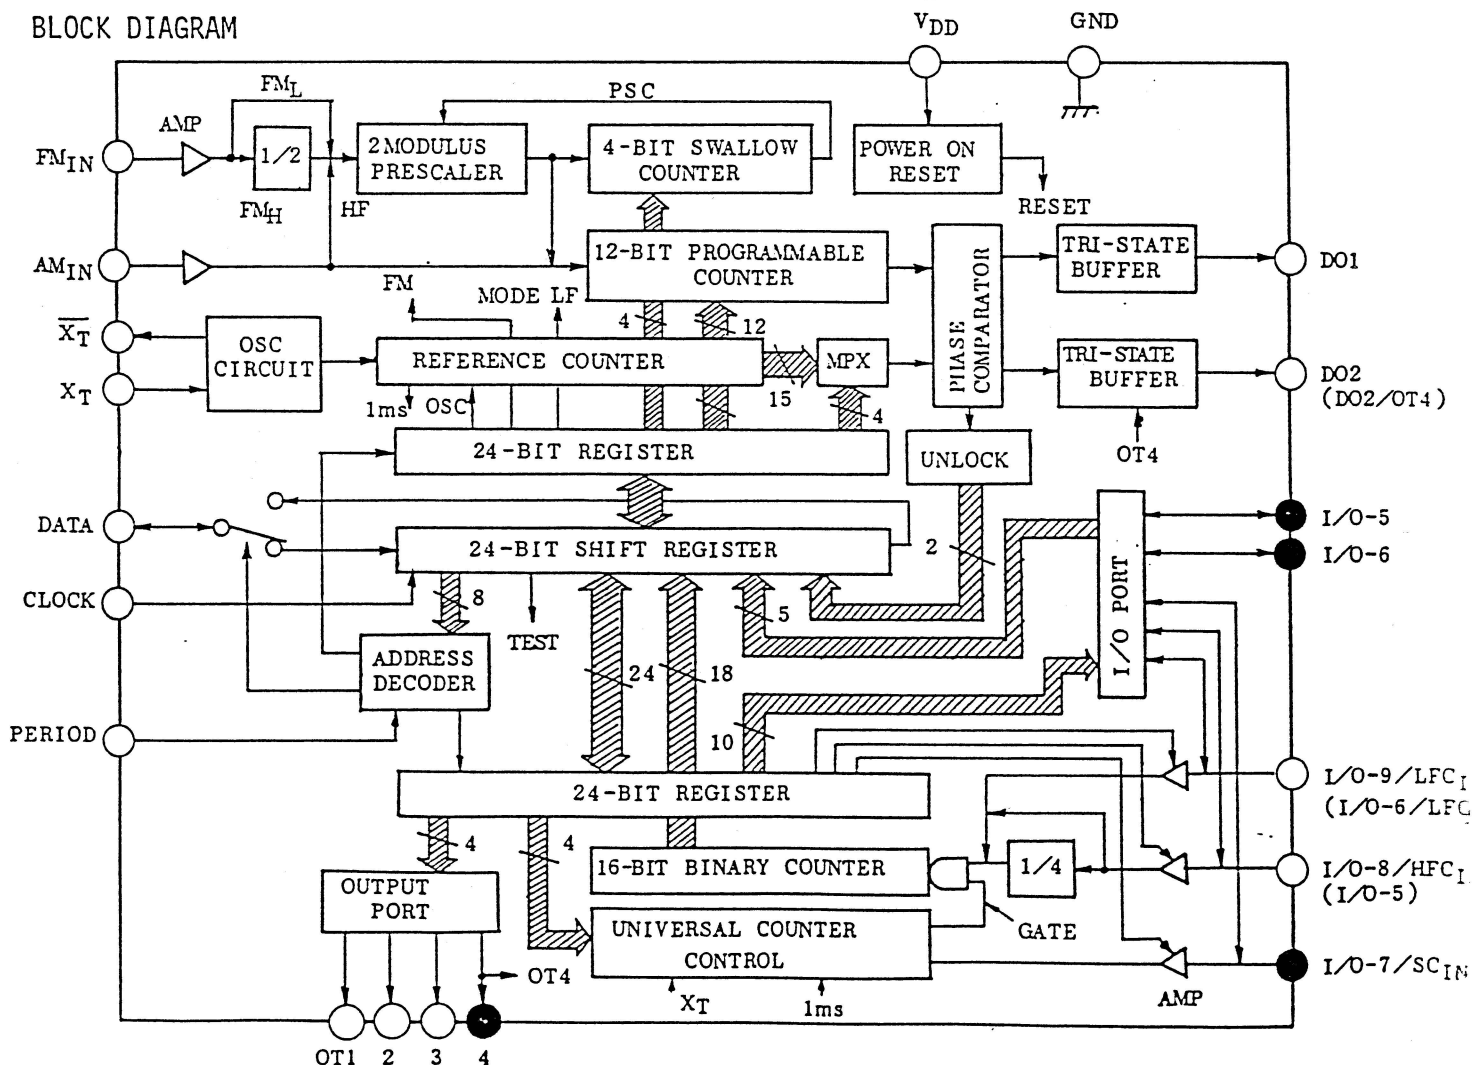 BLOCK DIAGRAM
VDD
GND
FML
PSC
AMP
FMIN
1/2
2 MODULUS
PRESCALER
4-BIT SWALLOW
COUNTER
POWER ON
RESET
FMH
HF
RESET
AMIN
12-BIT PROGRAMMABLE
COUNTER
PHASE
COMPARATOR
TRI-STATE
BUFFER
DO1
FM
MODE LF
4
12
XT
OSC
CIRCUIT
REFERENCE COUNTER
MPX
TRI-STATE
BUFFER
DO2
(DO2/OT4)
XT
1ms
OSC
15
4
24-BIT REGISTER
UNLOCK
OT4
DATA
24-BIT SHIFT REGISTER
2
I/O PORT
I/O-5
I/O-6
CLOCK
8
TEST
5
ADDRESS
DECODER
24
18
PERIOD
10
24-BIT REGISTER
I/O-9/LFCI
(I/O-6/LFC
4
4
16-BIT BINARY COUNTER
1/4
I/O-8/HFCI
(I/O-5)
OUTPUT
PORT
UNIVERSAL COUNTER
CONTROL
GATE
OT4
I/O-7/SCIN
XT
1ms
AMP
OT1
2
3
4